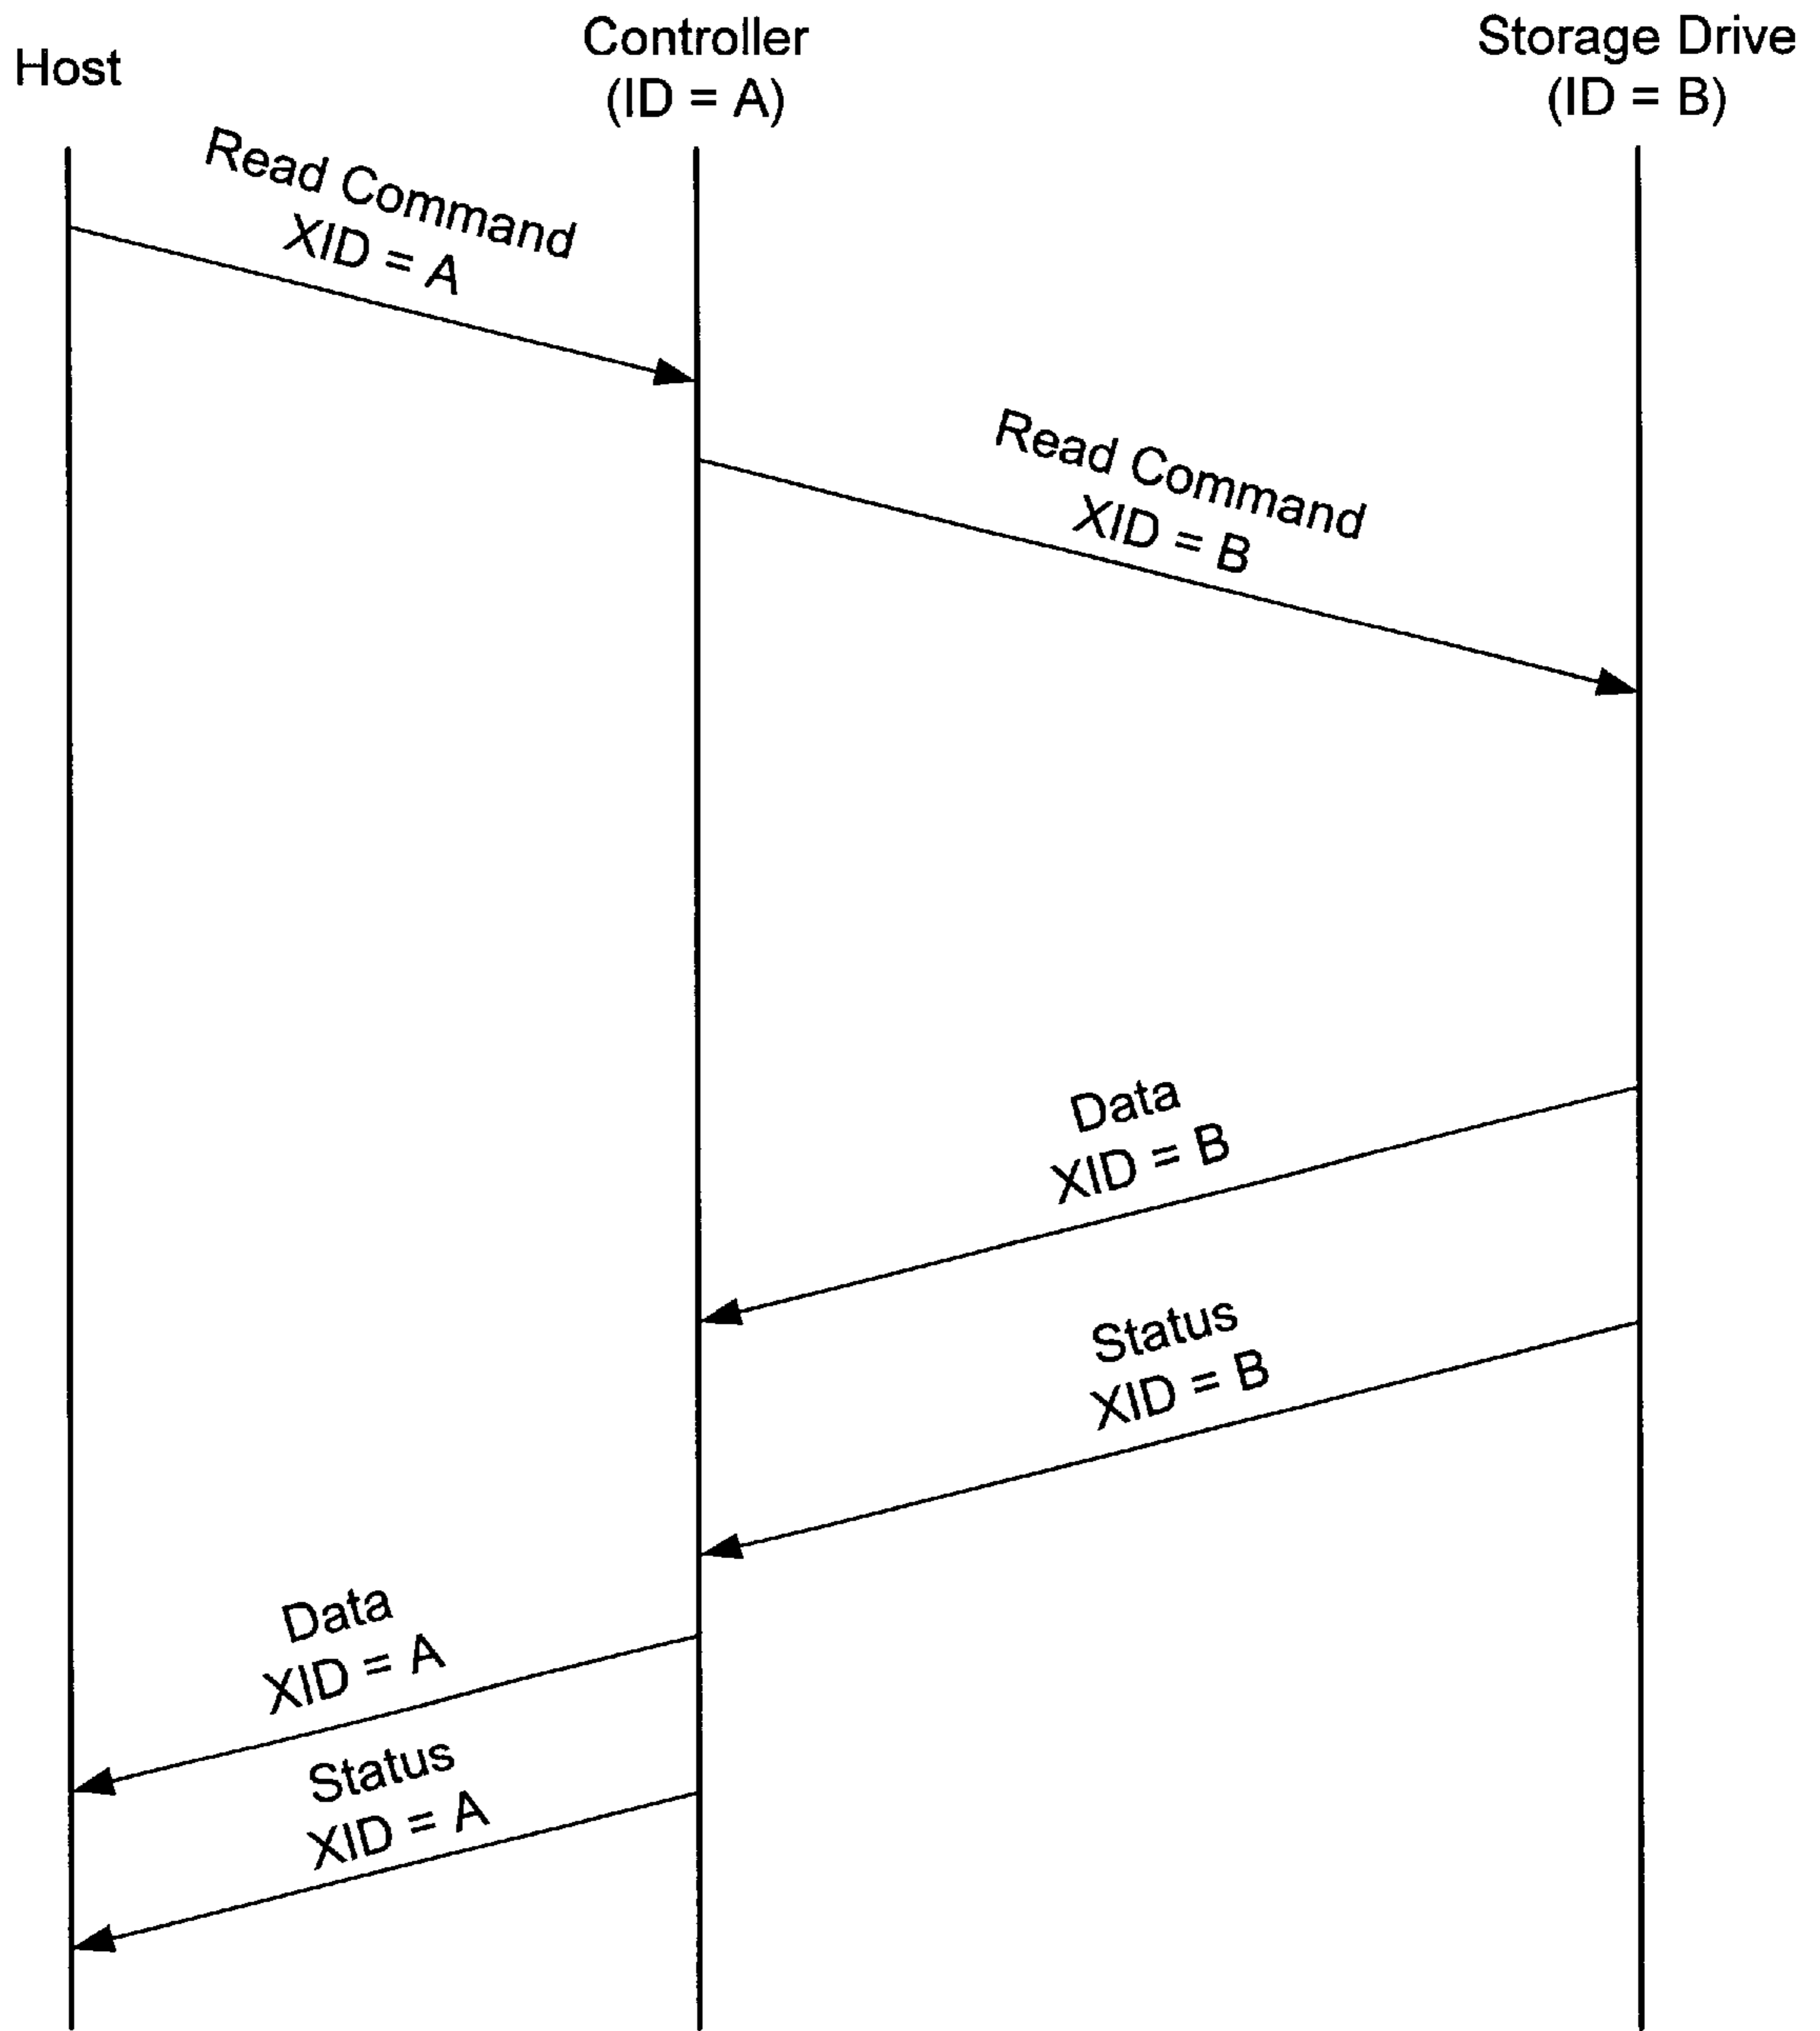 Host
Controller
(ID = A)
Storage Drive
(ID = B)
Read Command
XID = A
Read Command
XID = B
Data
XID = B
Status
XID = B
Data
XID = A
Status
XID = A